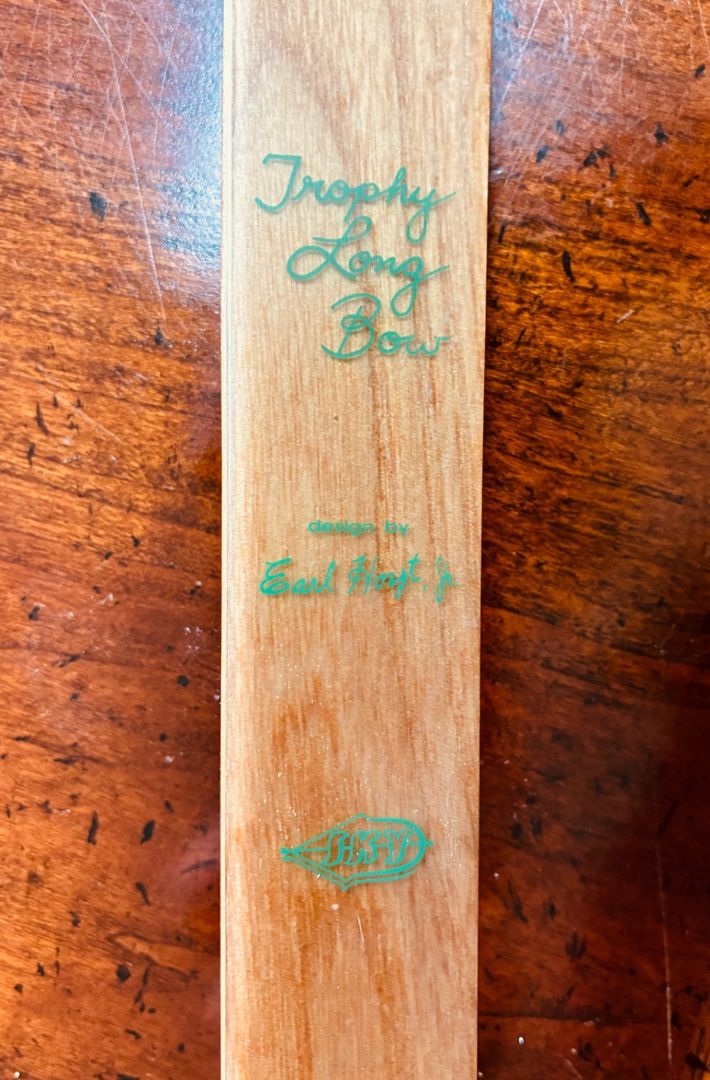 Trophy
Long
Bow
design by
Earl Hoyt, Jr.